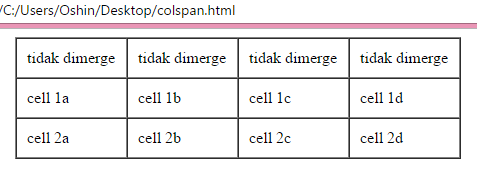 /C:/Users/Oshin/Desktop/colspan.html
tidak dimerge tidak dimerge tidak dimerge tidak dimerge
cell 1a cell 1b cell 1c cell 1d
cell 2a cell 2b cell 2c cell 2d